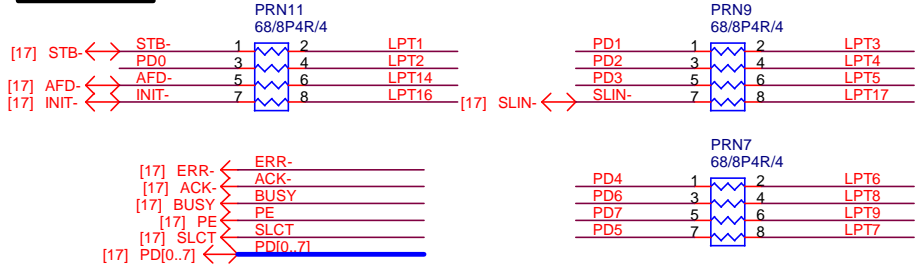 PRN11
68/8P4R/4
[17] STB- STB- 1 2 LPT1
PD0 3 4 LPT2
[17] AFD- AFD- 5 6 LPT14
[17] INIT- INIT- 7 8 LPT16
PRN9
68/8P4R/4
PD1 1 2 LPT3
PD2 3 4 LPT4
PD3 5 6 LPT5
[17] SLIN- SLIN- 7 8 LPT17
[17] ERR- ERR-
[17] ACK- ACK-
[17] BUSY BUSY
[17] PE PE
[17] SLCT SLCT
[17] PD[0..7] PD[0..7]
PRN7
68/8P4R/4
PD4 1 2 LPT6
PD6 3 4 LPT8
PD7 5 6 LPT9
PD5 7 8 LPT7